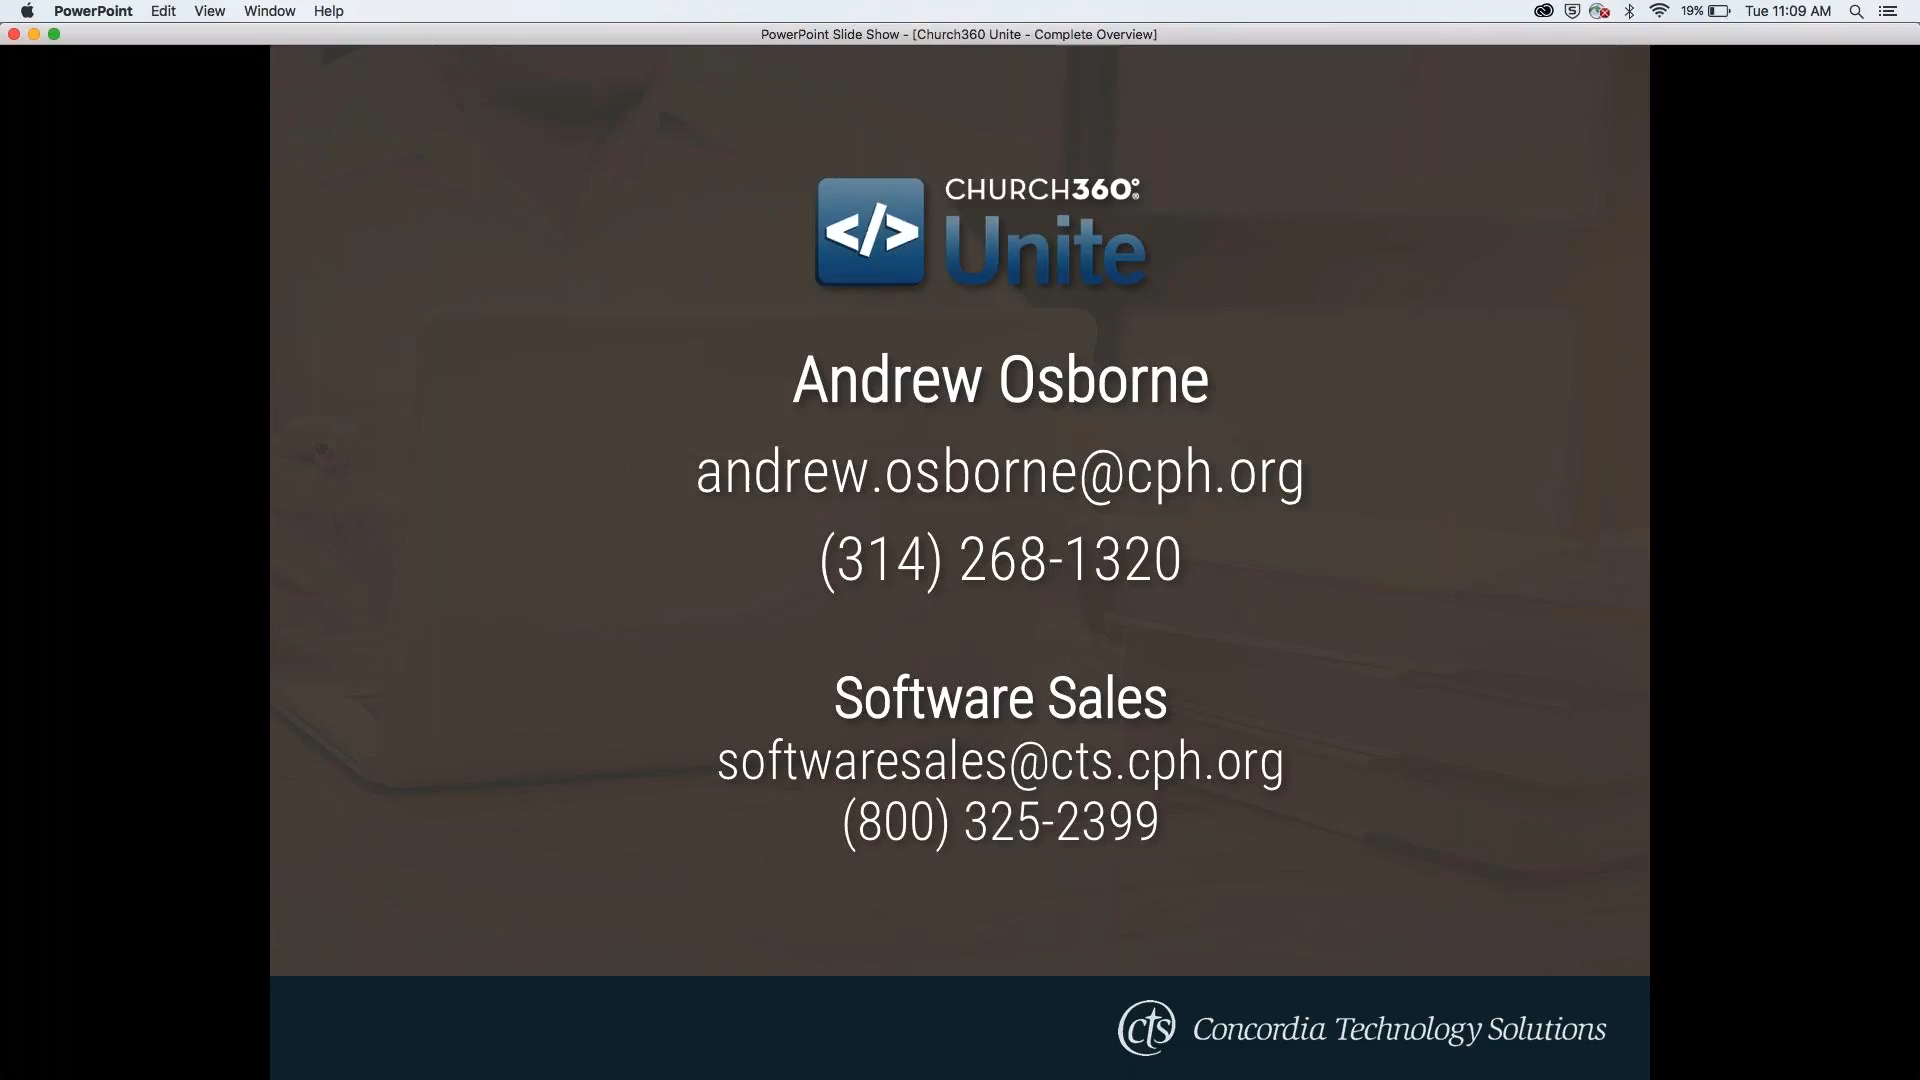 PowerPoint Edit View Window Help 19% Tue 11:09 AM
PowerPoint Slide Show - [Church360 Unite - Complete Overview]
</> CHURCH360°
Unite
Andrew Osborne
andrew.osborne@cph.org
(314) 268-1320
Software Sales
softwaresales@cts.cph.org
(800) 325-2399
cts Concordia Technology Solutions